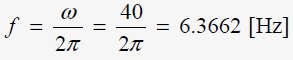 f = ω/2π = 40/2π = 6.3662 [Hz]